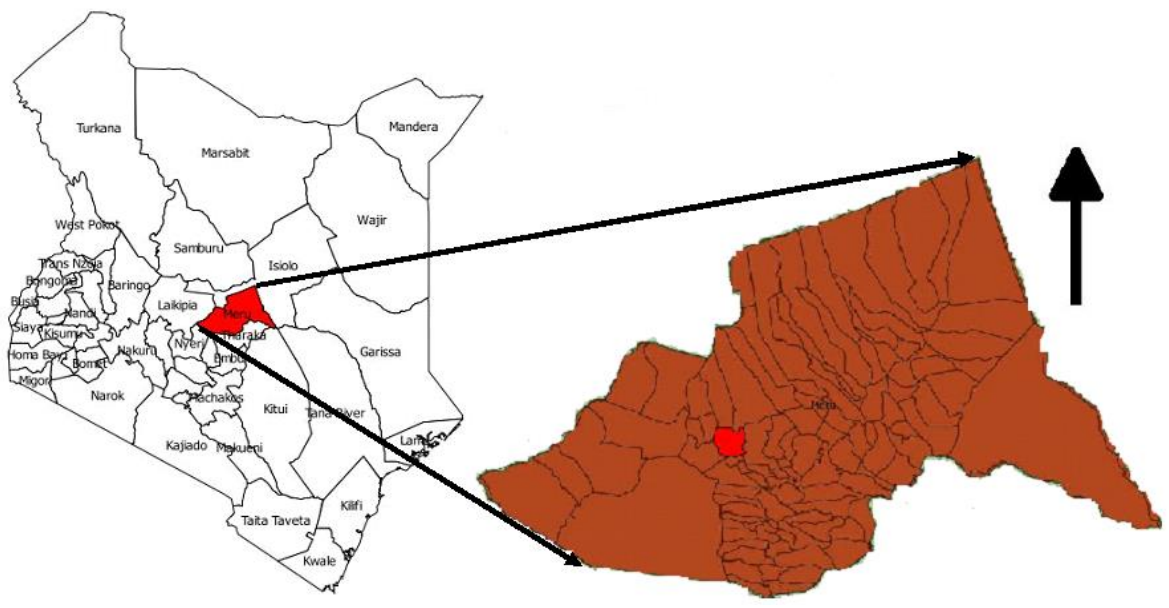 Turkana
Marsabit
Mandera
Wajir
West Pokot
Samburu
Isiolo
Trans Nzoia
Bongoma
Baringo
Laikipia
Busia
Nandi
Meru
Siaya
Kisumu
Tharaka
Nyeri
Nakuru
Embu
Homa Bay
Bomet
Garissa
Migori
Narok
Machakos
Kitui
Tana River
Kajiado
Makueni
Lamu
Kilifi
Taita Taveta
Kwale
Meru